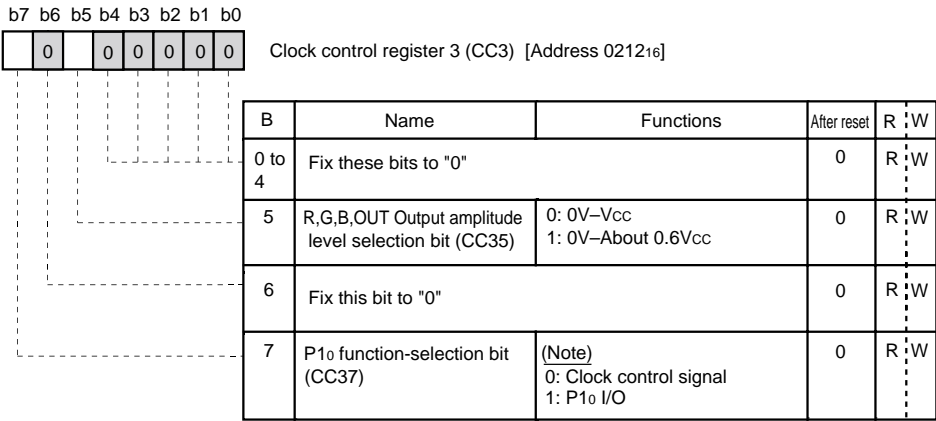 b7 b6 b5 b4 b3 b2 b1 b0
0 0 0 0 0 0
Clock control register 3 (CC3) [Address 021216]
B Name Functions After reset R W
0 to 4 Fix these bits to "0" 0 R W
5 R,G,B,OUT Output amplitude level selection bit (CC35) 0: 0V–VCC 0 R W
1: 0V–About 0.6VCC
6 Fix this bit to "0" 0 R W
7 P10 function-selection bit (CC37) (Note) 0 R W
0: Clock control signal
1: P10 I/O